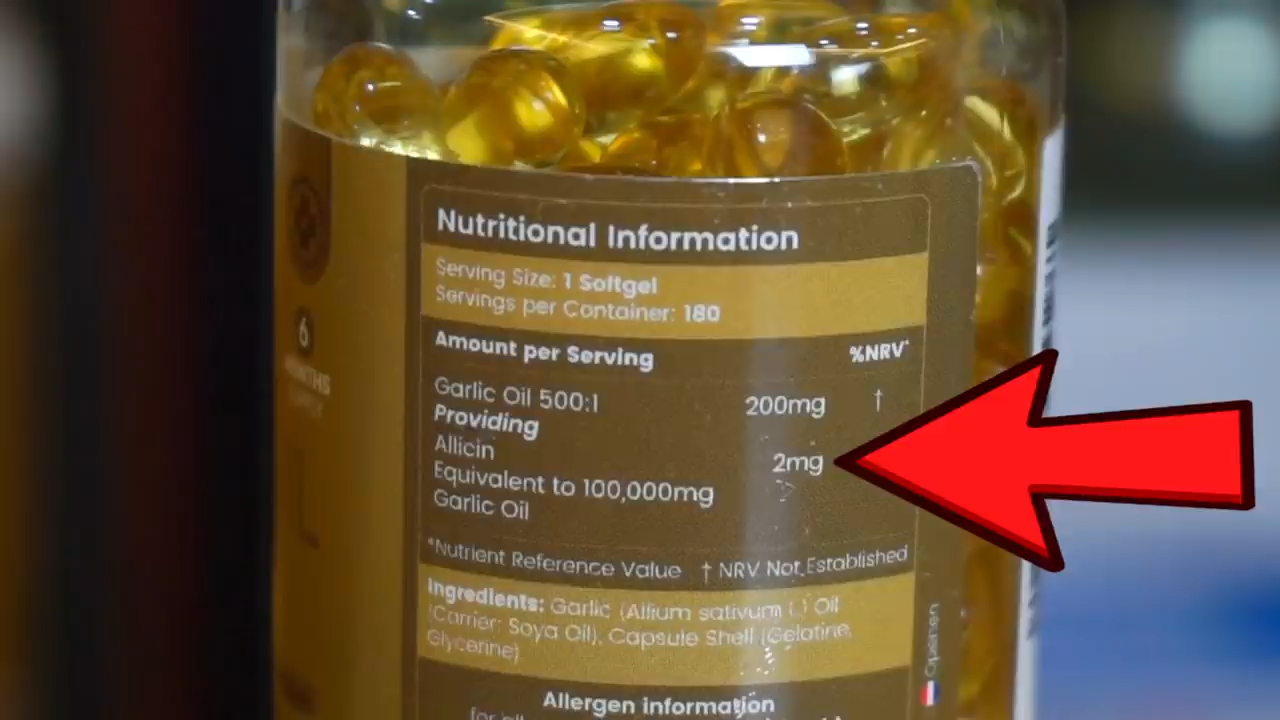 Nutritional Information
Serving Size: 1 Softgel
Servings per Container: 180
Amount per Serving %NRV*
Garlic Oil 500:1 200mg †
Providing
Allicin 2mg
Equivalent to 100,000mg
Garlic Oil
*Nutrient Reference Value † NRV Not Established
Ingredients: Garlic (Allium sativum L.) Oil
(Carrier: Soya Oil), Capsule Shell (Gelatine,
Glycerine)
Allergen information
6
MONTHS